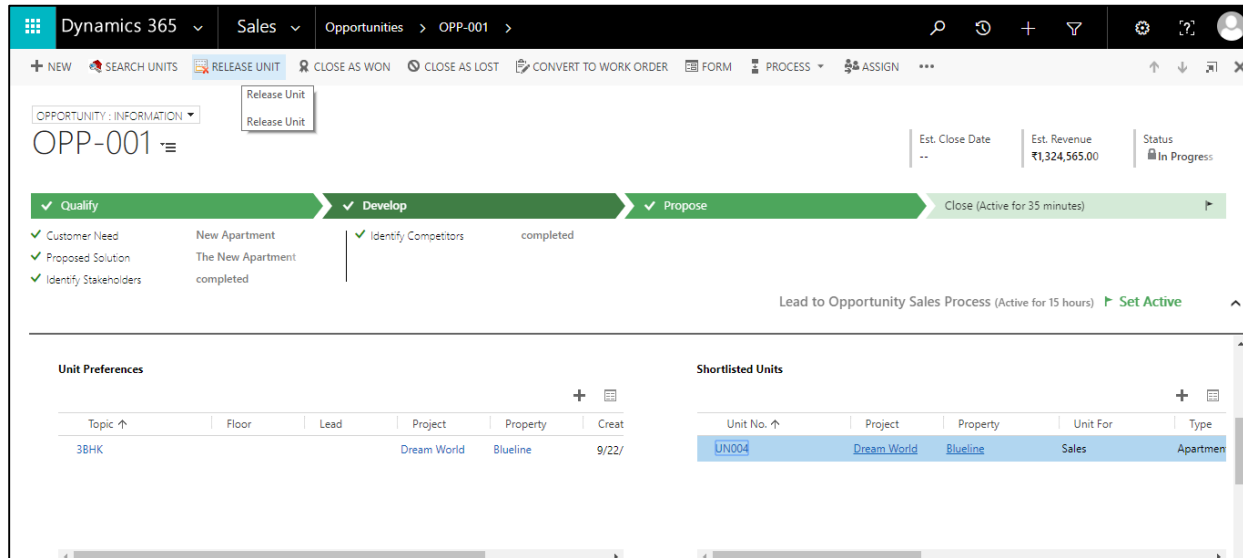 Dynamics 365 Sales Opportunities > OPP-001 >
+ NEW SEARCH UNITS RELEASE UNIT CLOSE AS WON CLOSE AS LOST CONVERT TO WORK ORDER FORM PROCESS ASSIGN ...
Release Unit
Release Unit
OPPORTUNITY : INFORMATION
OPP-001
Est. Close Date Est. Revenue Status
-- ₹1,324,565.00 In Progress
Qualify Develop Propose Close (Active for 35 minutes)
Customer Need New Apartment Identify Competitors completed
Proposed Solution The New Apartment
Identify Stakeholders completed
Lead to Opportunity Sales Process (Active for 15 hours) Set Active
Unit Preferences Shortlisted Units
Topic Floor Lead Project Property Creat Unit No. Project Property Unit For Type
3BHK Dream World Blueline 9/22/ UN004 Dream World Blueline Sales Apartmen